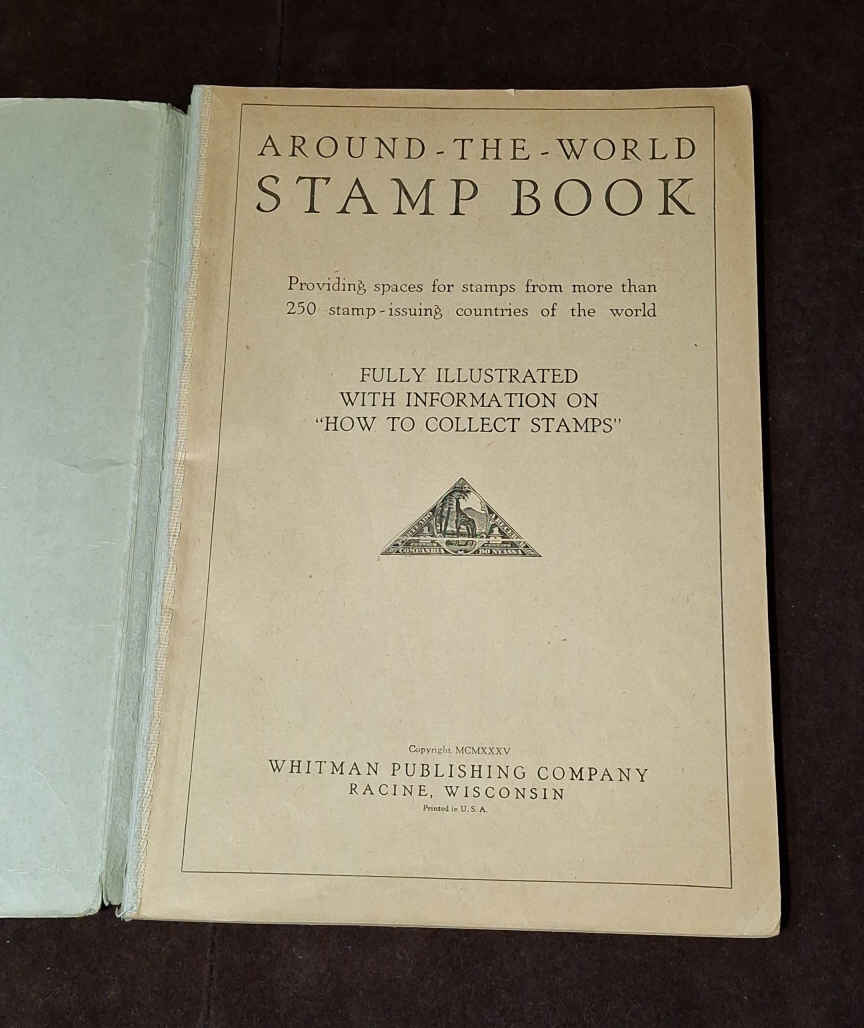 AROUND-THE-WORLD
STAMP BOOK
Providing spaces for stamps from more than
250 stamp-issuing countries of the world
FULLY ILLUSTRATED
WITH INFORMATION ON
“HOW TO COLLECT STAMPS”
COMPANHIA DO NYASSA
Copyright MCMXXXV
WHITMAN PUBLISHING COMPANY
RACINE, WISCONSIN
Printed in U. S. A.